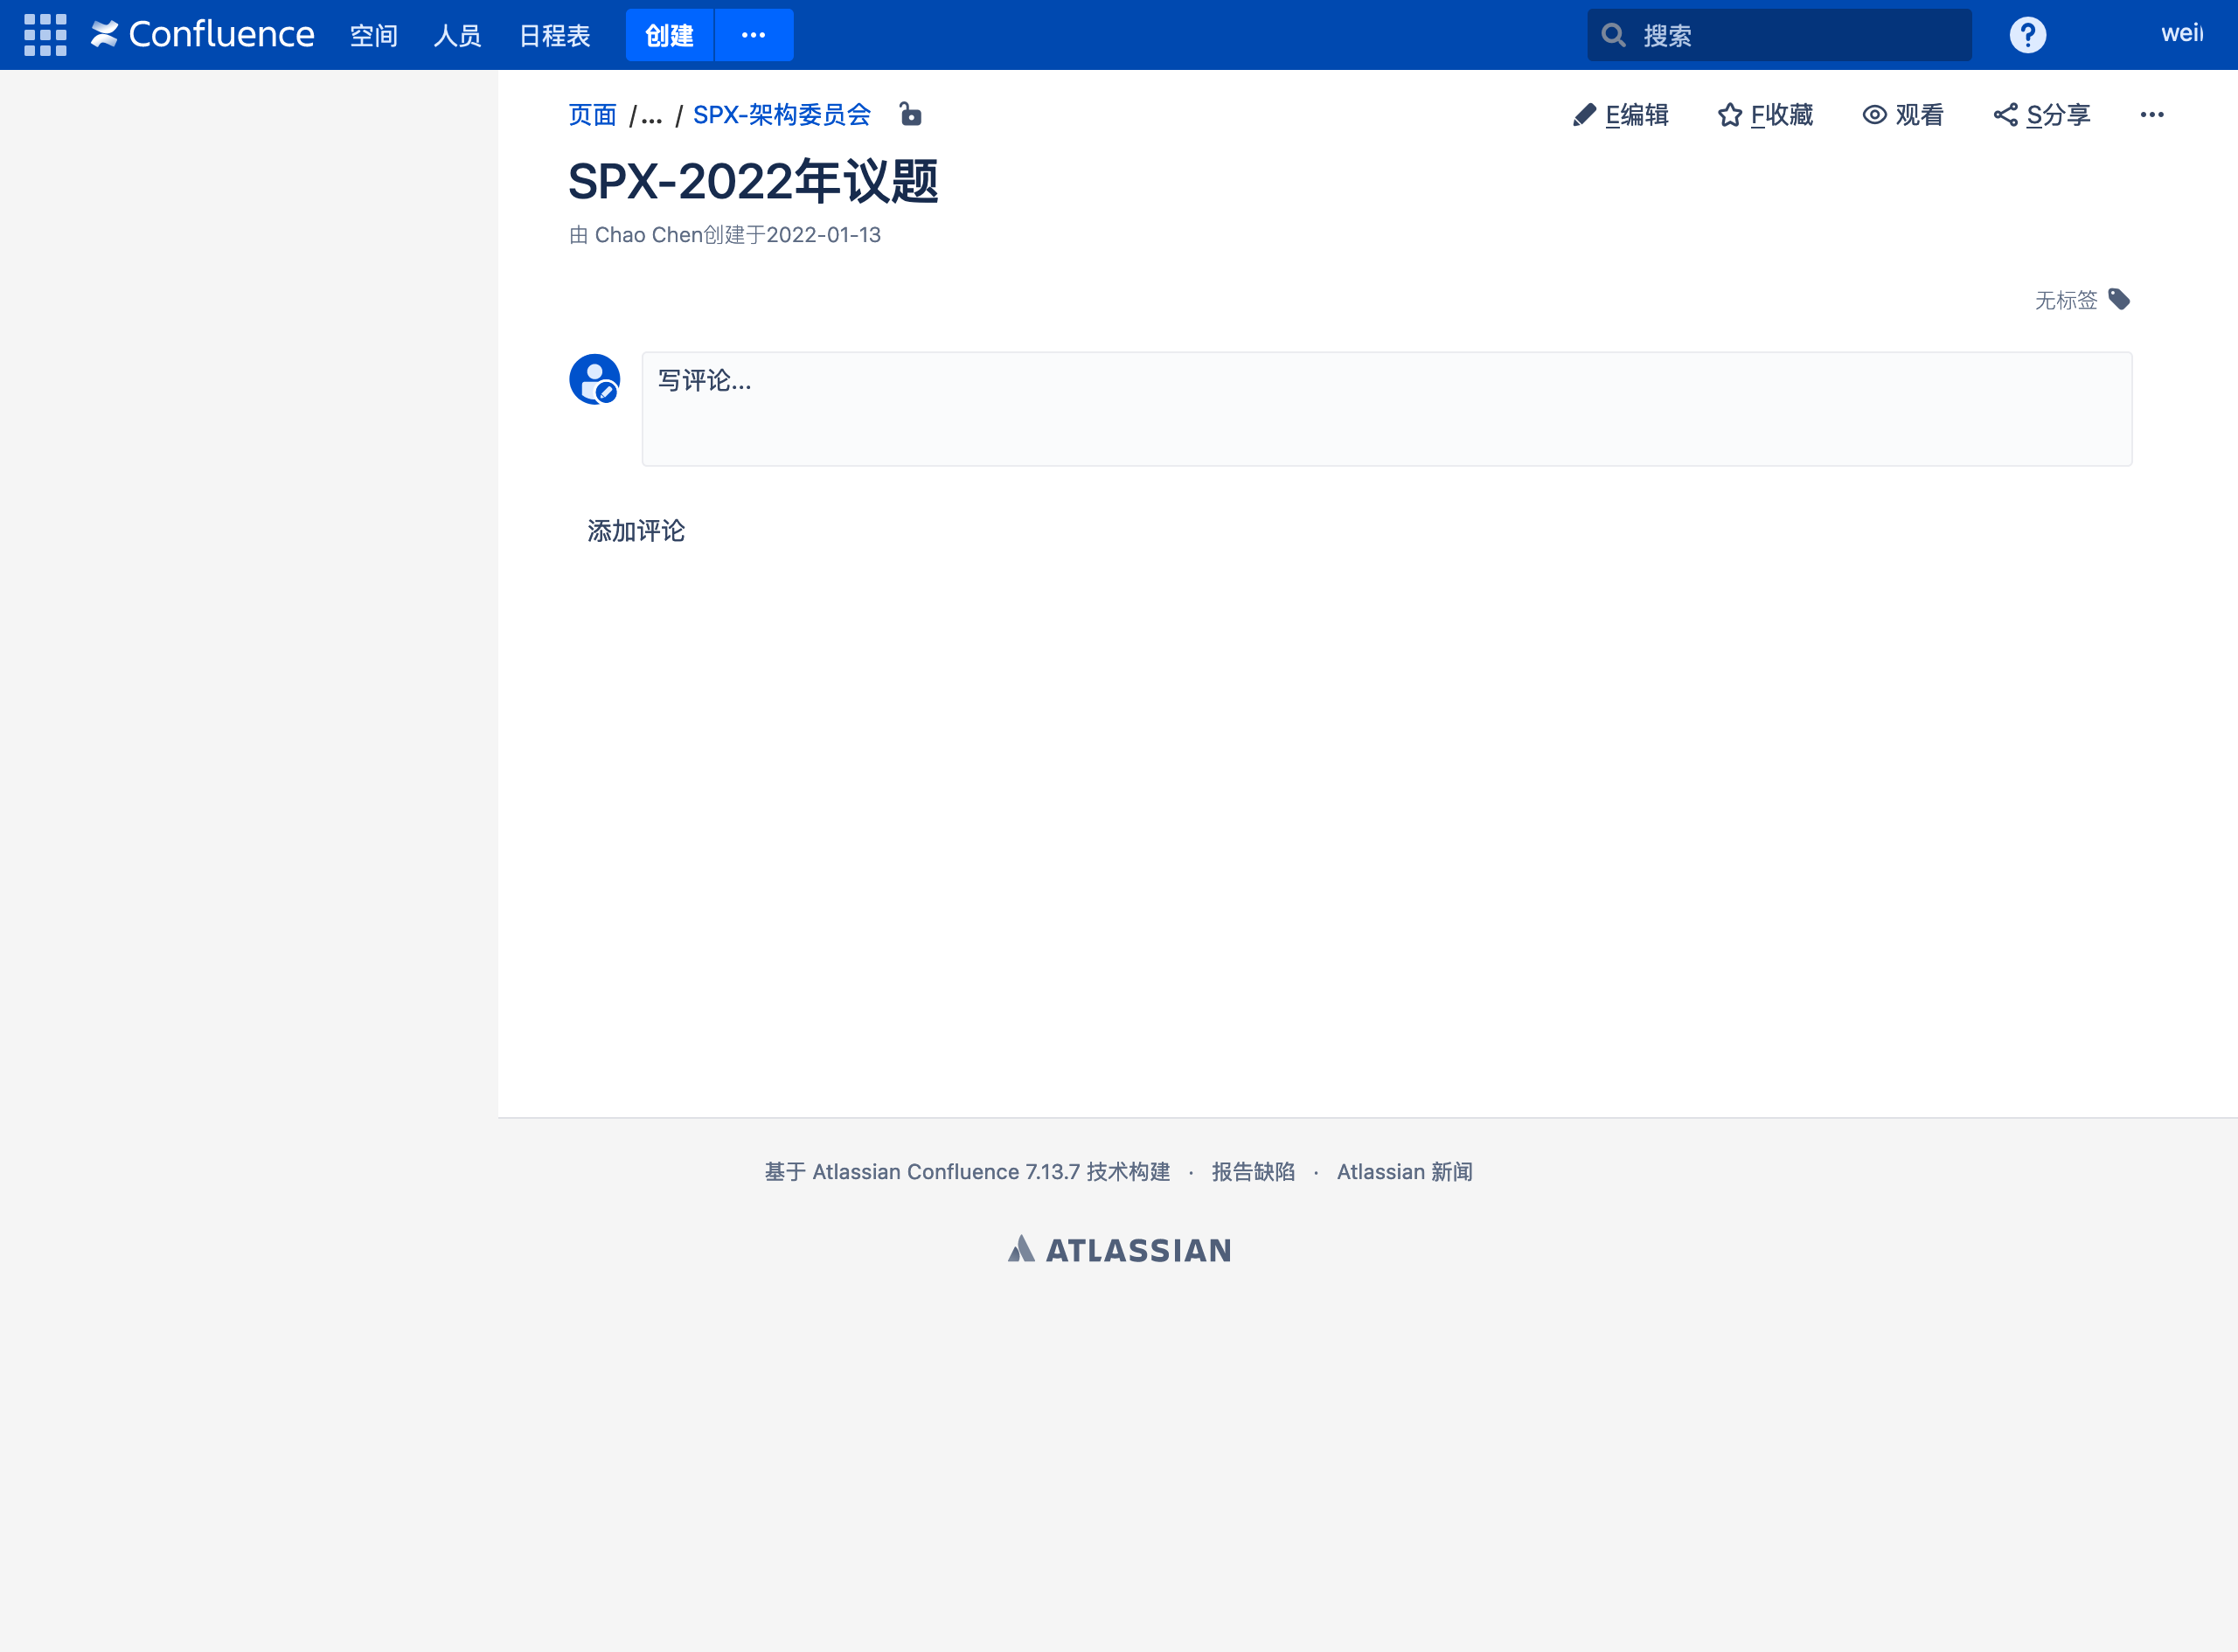 Confluence 空间 人员 日程表 创建 ••• 搜索 ?
页面 / ... / SPX-架构委员会 E编辑 F收藏 观看 S分享 •••
SPX-2022年议题
由 Chao Chen创建于2022-01-13
无标签
写评论...
添加评论
基于 Atlassian Confluence 7.13.7 技术构建 · 报告缺陷 · Atlassian 新闻
ATLASSIAN